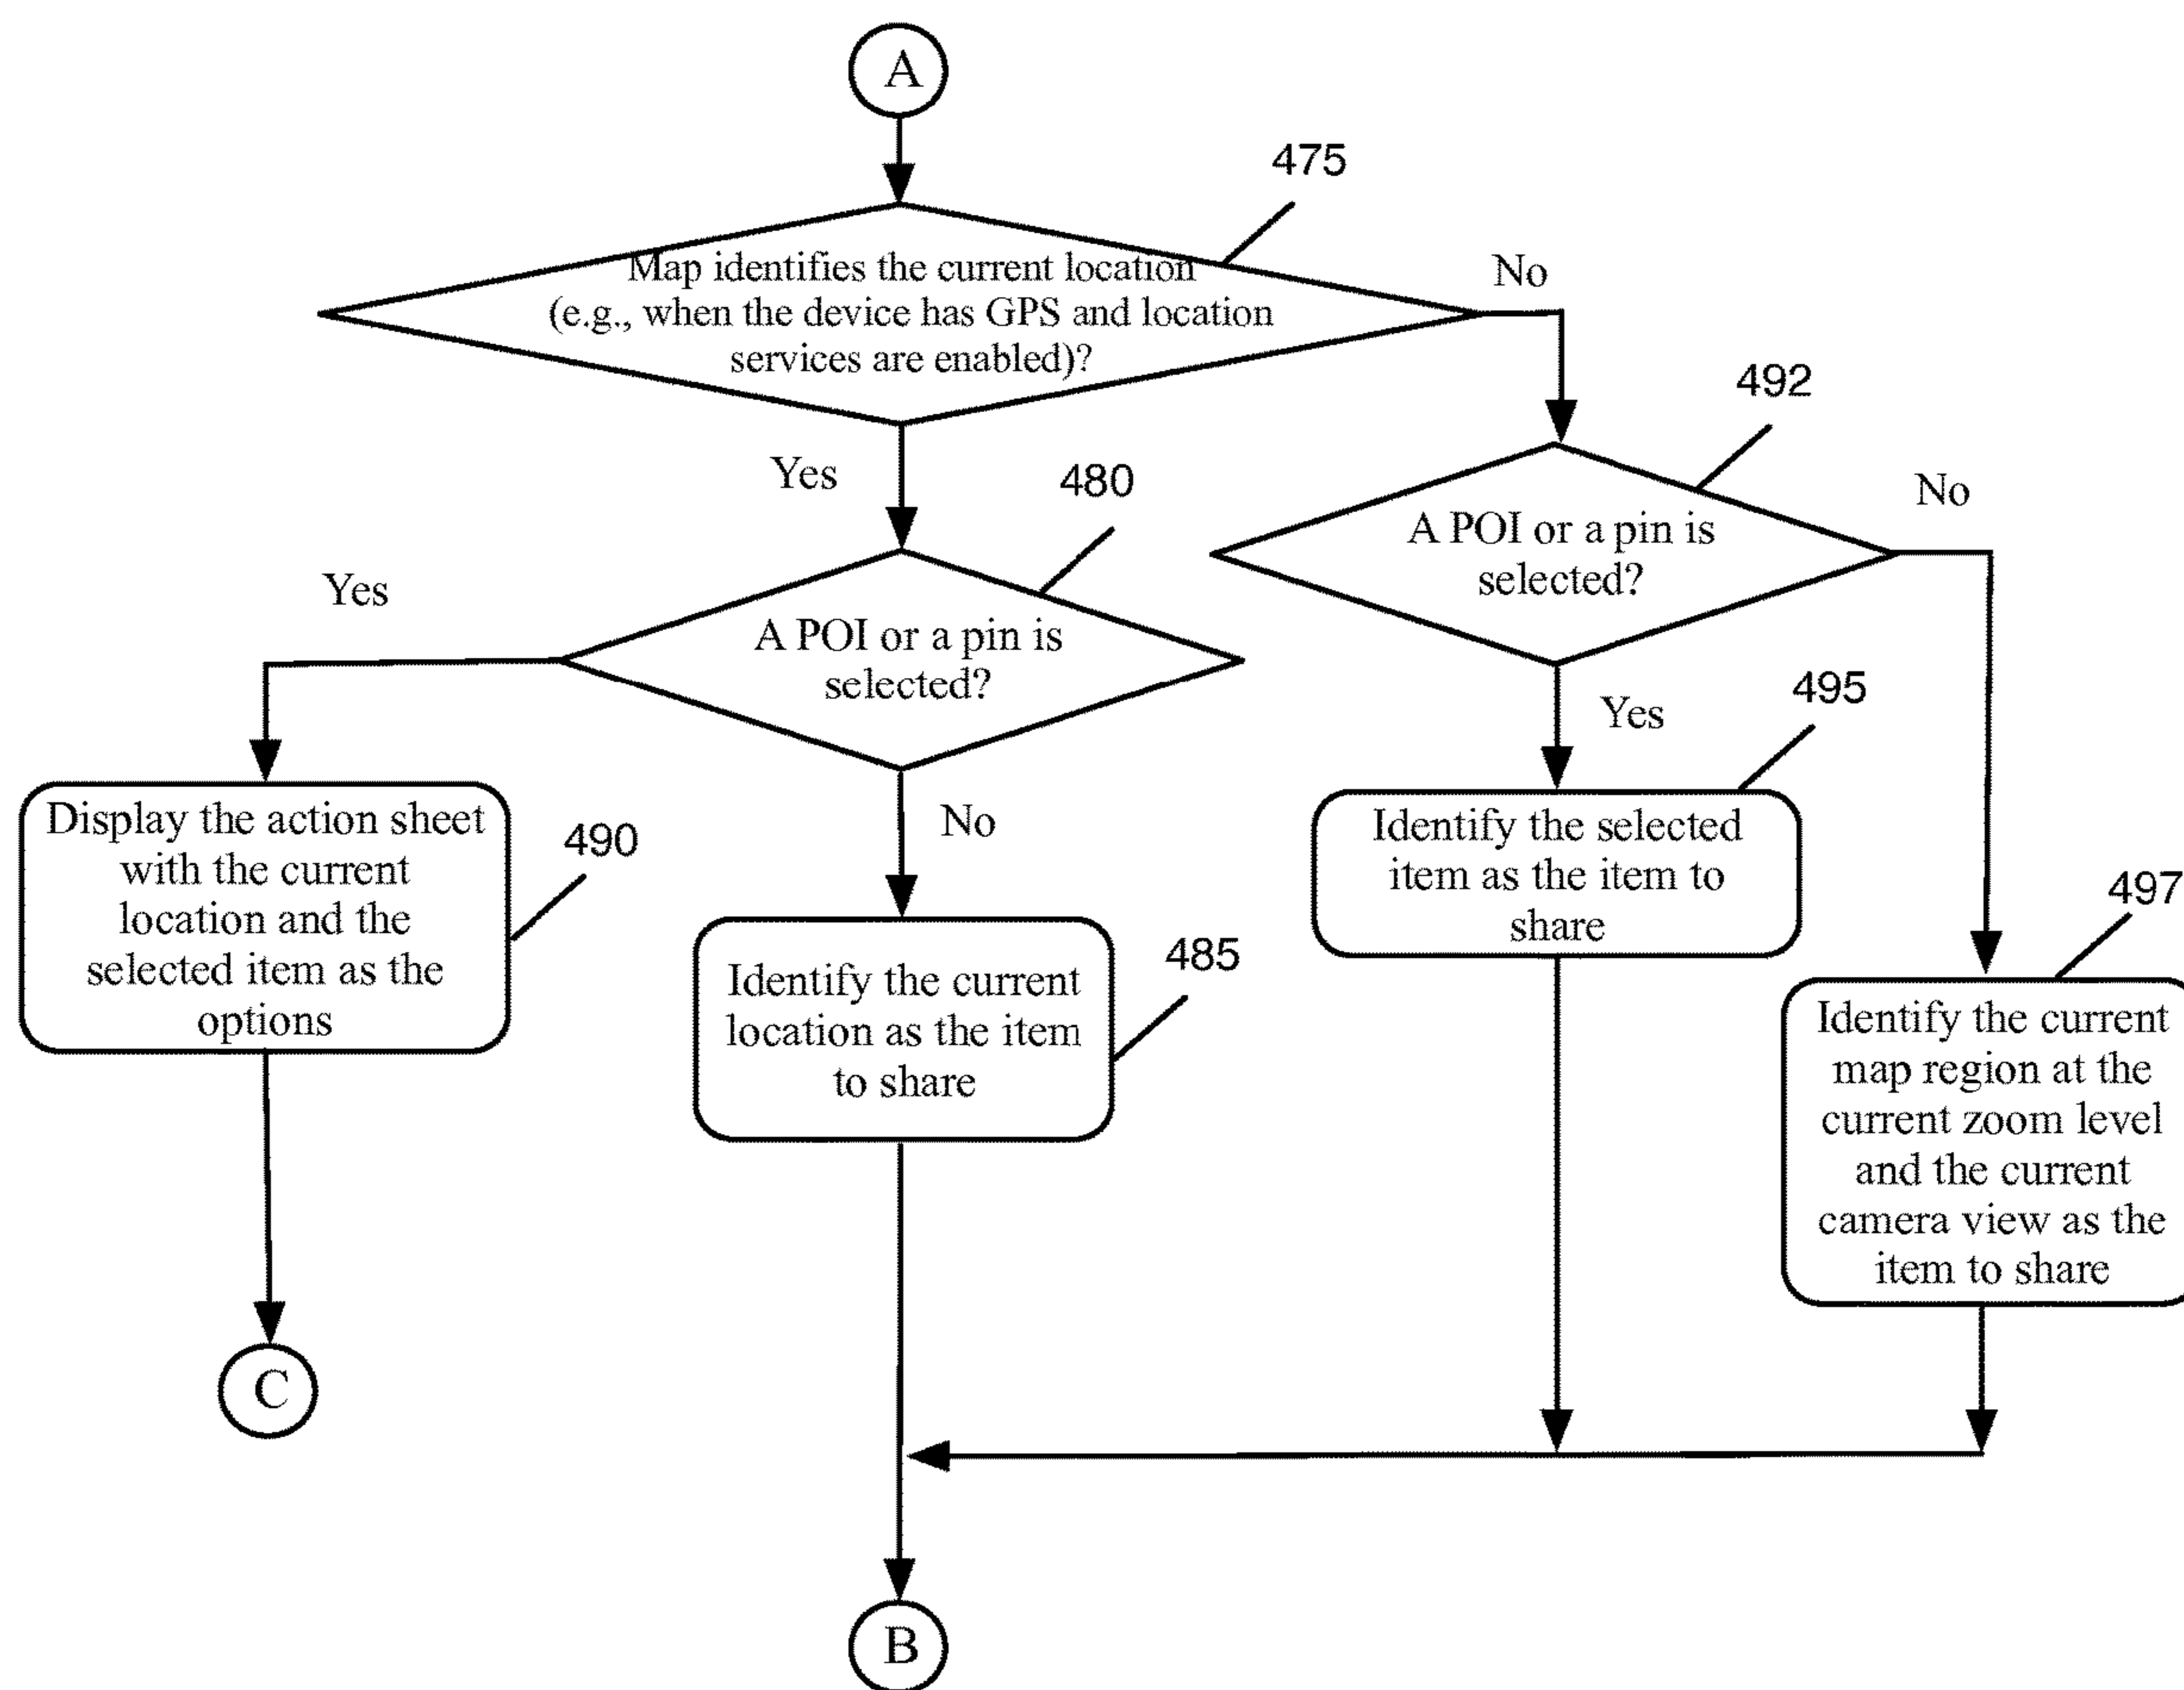 A
475
Map identifies the current location
(e.g., when the device has GPS and location
services are enabled)?
No
492
Yes
480
No
A POI or a pin is
selected?
Yes
A POI or a pin is
selected?
495
Yes
Display the action sheet
with the current
location and the
selected item as the
options
490
No
Identify the selected
item as the item to
share
497
Identify the current
location as the item
to share
485
Identify the current
map region at the
current zoom level
and the current
camera view as the
item to share
C
B